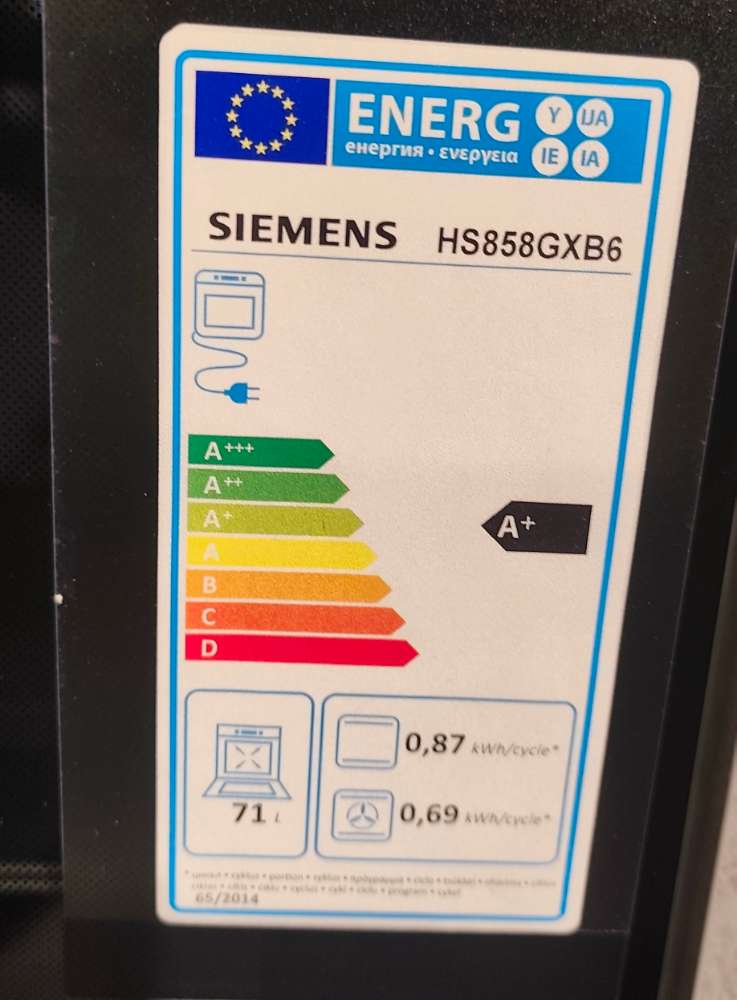 ENERG Y IJA
енергия · ενεργεια IE IA
SIEMENS HS858GXB6
A+++
A++
A+
A+
A
B
C
D
0,87 kWh/cycle*
71 L
0,69 kWh/cycle*
65/2014